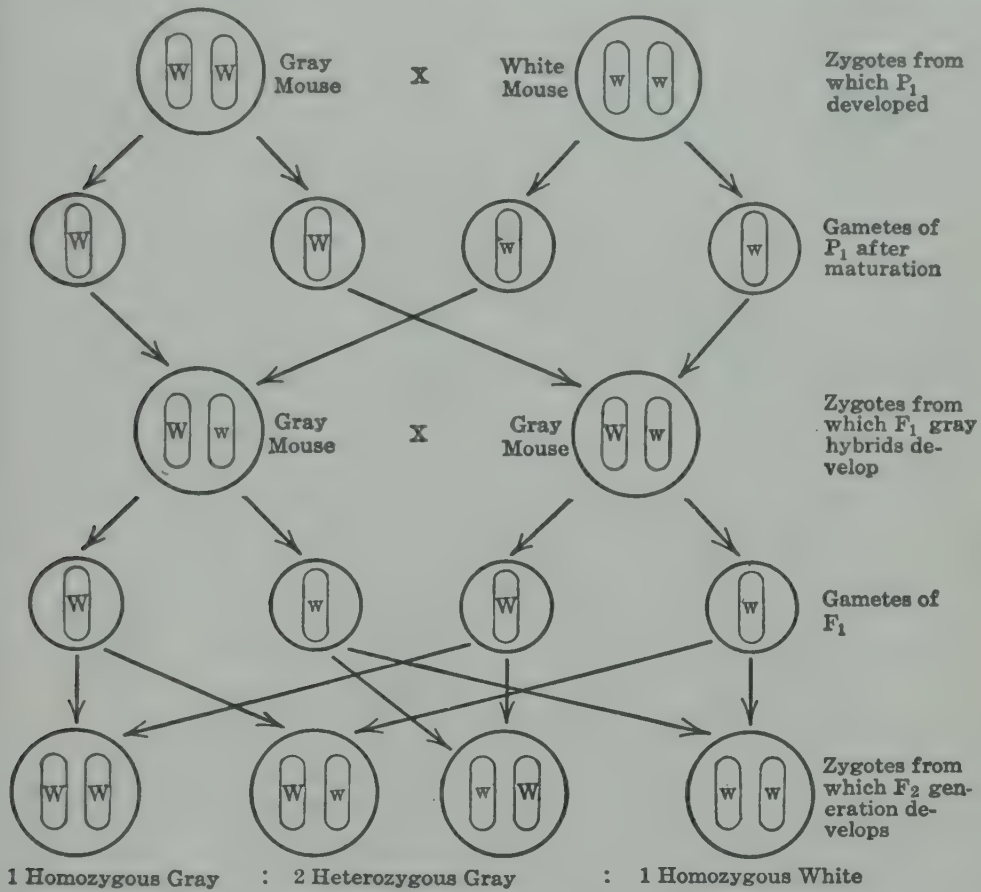 W W
Gray
Mouse
X
White
Mouse
w w
Zygotes from
which P₁
developed
W
W
w
w
Gametes of
P₁ after
maturation
W w
Gray
Mouse
X
Gray
Mouse
W w
Zygotes from
which F₁ gray
hybrids de-
velop
W
w
W
w
Gametes of
F₁
W W
W w
w W
w w
Zygotes from
which F₂ gen-
eration de-
velops
1 Homozygous Gray : 2 Heterozygous Gray : 1 Homozygous White